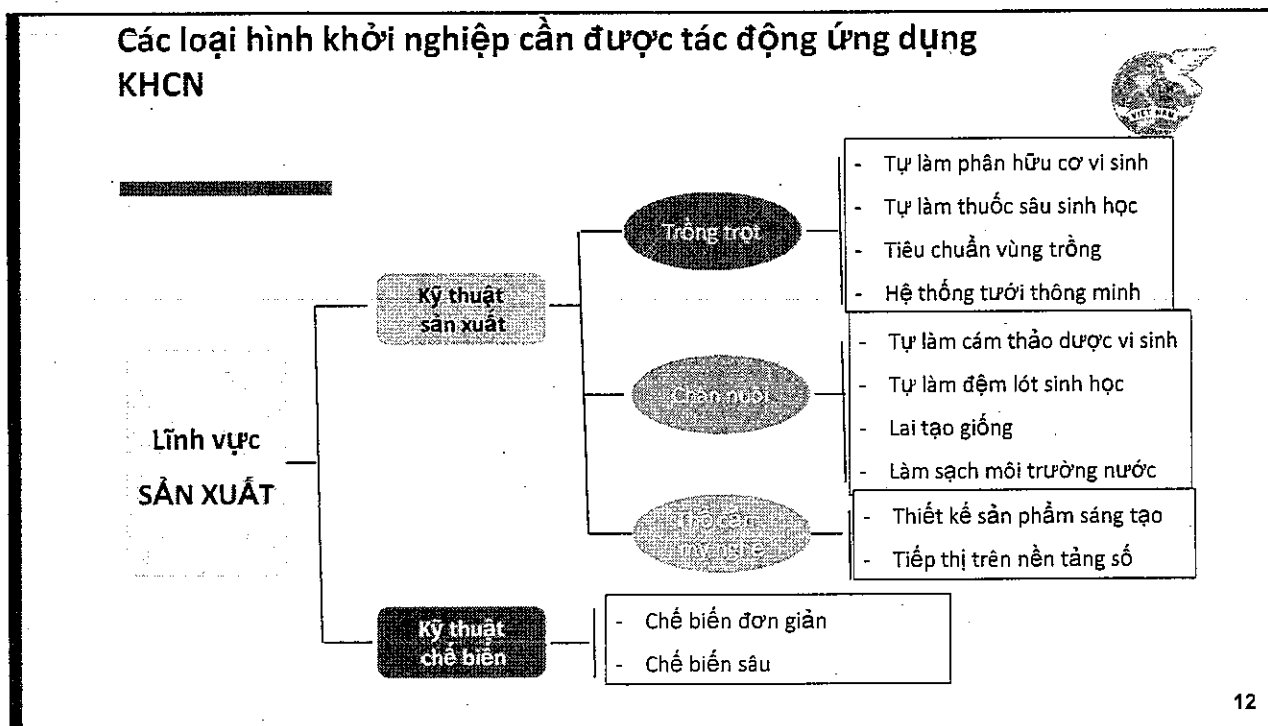 Các loại hình khởi nghiệp cần được tác động ứng dụng
KHCN
VIỆT NAM
Lĩnh vực
SẢN XUẤT
Kỹ thuật
sản xuất
Trồng trọt
- Tự làm phân hữu cơ vi sinh
- Tự làm thuốc sâu sinh học
- Tiêu chuẩn vùng trồng
- Hệ thống tưới thông minh
Chăn nuôi
- Tự làm cám thảo dược vi sinh
- Tự làm đệm lót sinh học
- Lai tạo giống
- Làm sạch môi trường nước
mỹ nghệ
- Thiết kế sản phẩm sáng tạo
- Tiếp thị trên nền tảng số
Kỹ thuật
chế biến
- Chế biến đơn giản
- Chế biến sâu
12